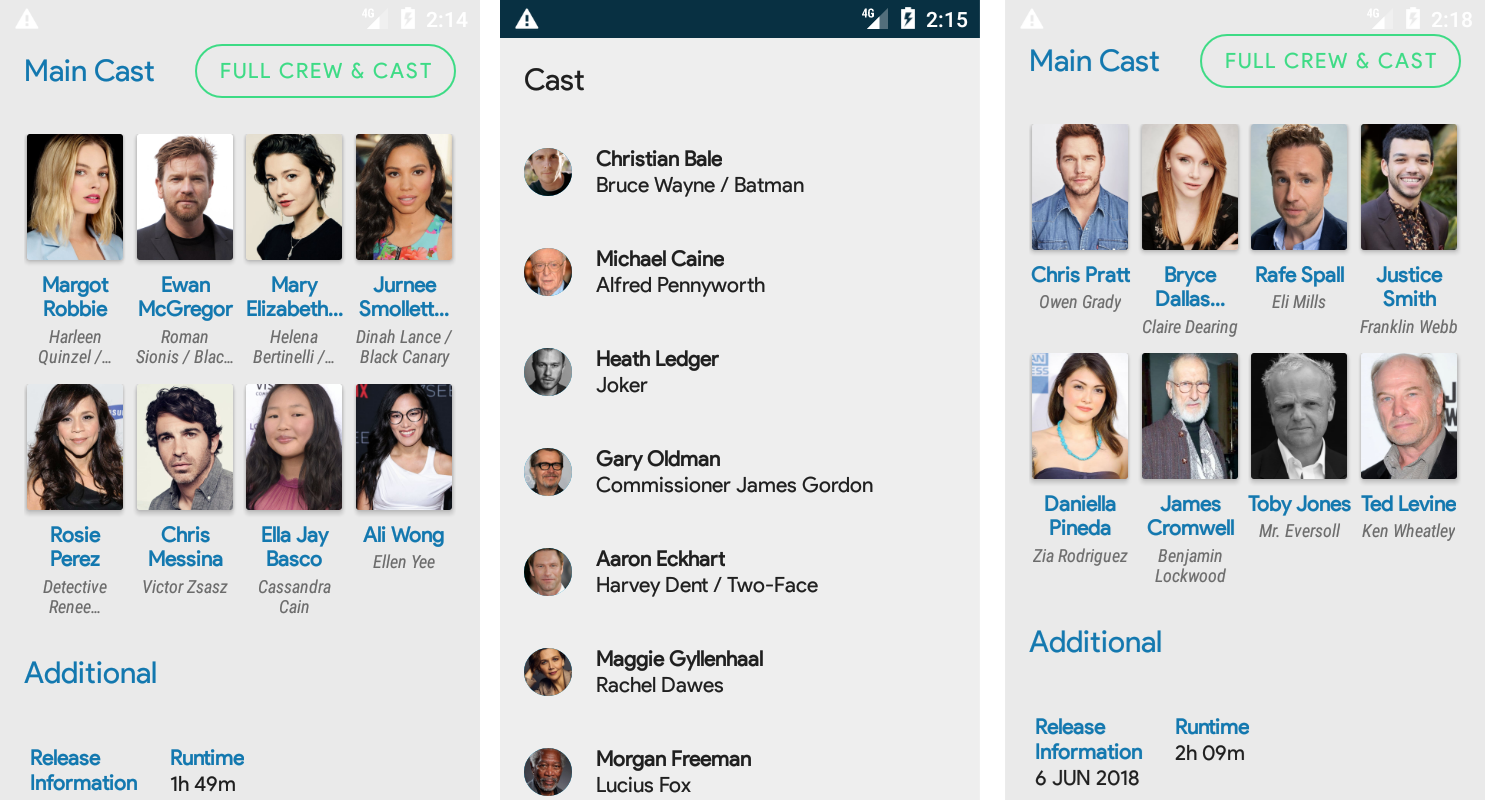 4G 2:14
Main Cast
FULL CREW & CAST
Margot Ewan Mary Jurnee
Robbie McGregor Elizabeth... Smollett...
Harleen Roman Helena Dinah Lance /
Quinzel /... Sionis / Blac... Bertinelli /... Black Canary
Rosie Chris Ella Jay Ali Wong
Perez Messina Basco
Detective Victor Zsasz Cassandra Ellen Yee
Renee... Cain
Additional
Release Runtime
Information 1h 49m
4G 2:15
Cast
Christian Bale
Bruce Wayne / Batman
Michael Caine
Alfred Pennyworth
Heath Ledger
Joker
Gary Oldman
Commissioner James Gordon
Aaron Eckhart
Harvey Dent / Two-Face
Maggie Gyllenhaal
Rachel Dawes
Morgan Freeman
Lucius Fox
4G 2:18
Main Cast
FULL CREW & CAST
Chris Pratt Bryce Rafe Spall Justice
Owen Grady Dallas... Eli Mills Smith
Claire Dearing Franklin Webb
Daniella James Toby Jones Ted Levine
Pineda Cromwell Mr. Eversoll Ken Wheatley
Zia Rodriguez Benjamin
Lockwood
Additional
Release Runtime
Information 2h 09m
6 JUN 2018